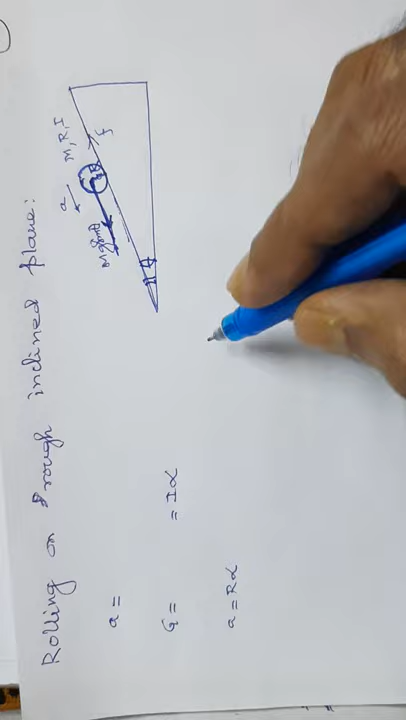 Rolling on rough inclined plane:
M, R, I
a
f
Mg sinθ
θ
a =
τ = = Iα
a = Rα